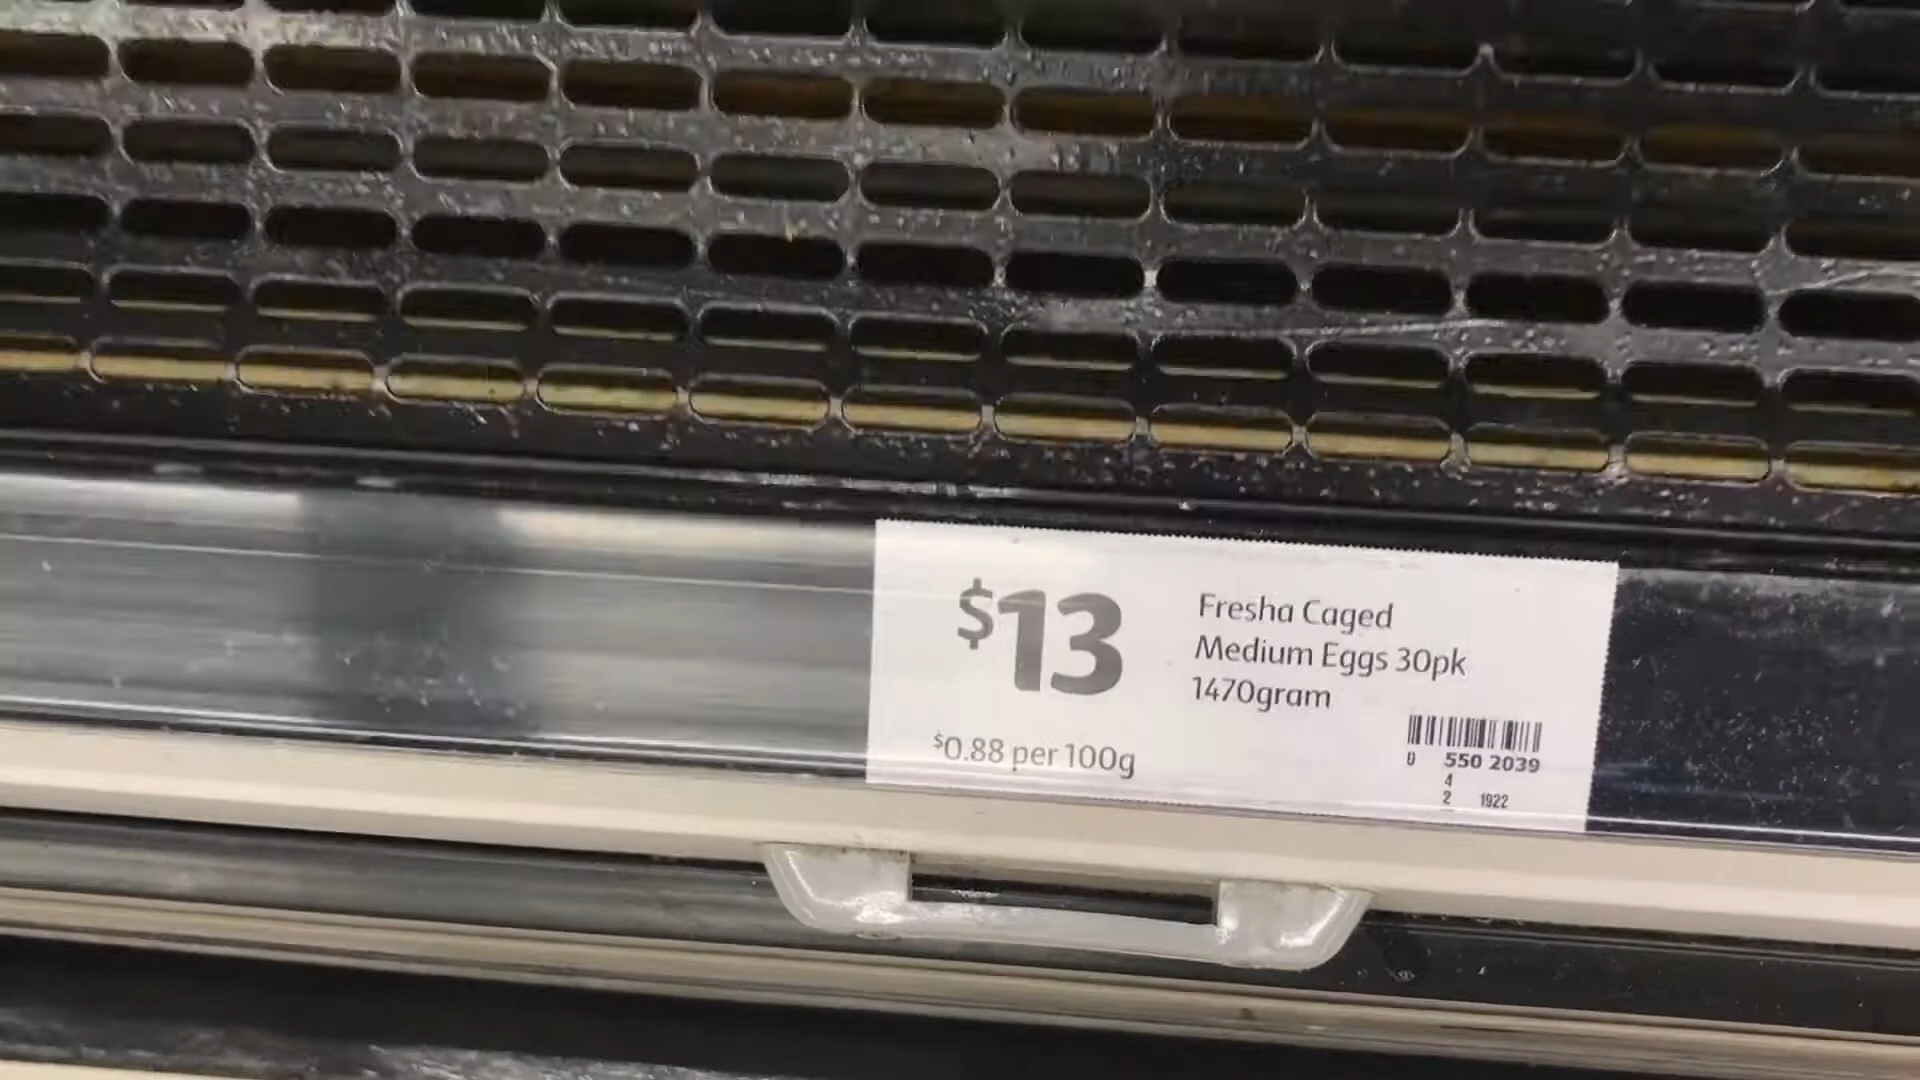 $13
$0.88 per 100g
Fresha Caged
Medium Eggs 30pk
1470gram
0 550 2039
4
2 1922